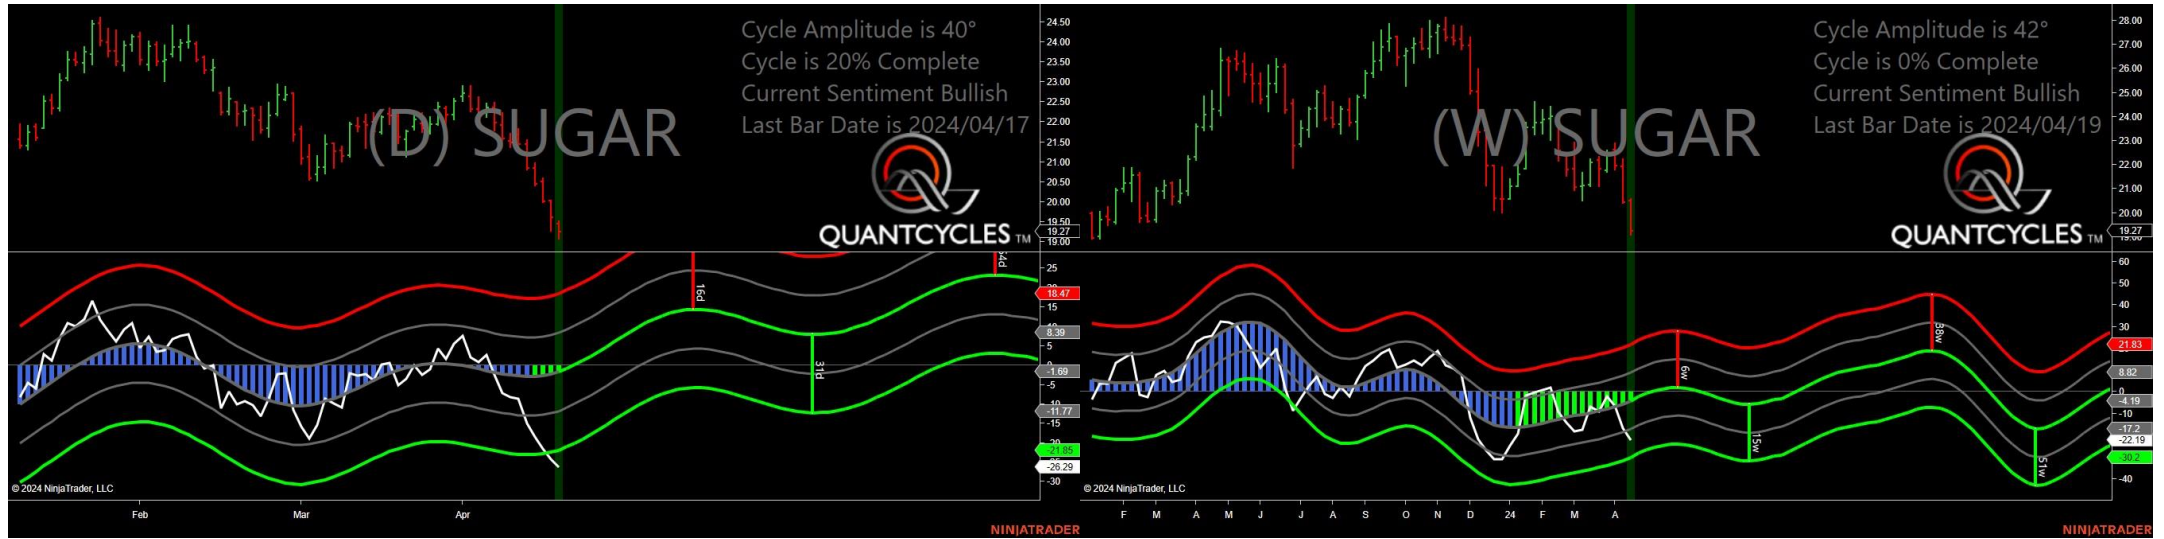 Cycle Amplitude is 40°
Cycle is 20% Complete
Current Sentiment Bullish
Last Bar Date is 2024/04/17
(D) SUGAR
QUANTCYCLES TM
24.50
24.00
23.50
23.00
22.50
22.00
21.50
21.00
20.50
20.00
19.50
19.27
19.00
16d
31d
25
18.47
15
8.39
5
-1.69
-5
-11.77
-15
-21.85
-26.29
-30
© 2024 NinjaTrader, LLC
Feb
Mar
Apr
NINJATRADER
Cycle Amplitude is 42°
Cycle is 0% Complete
Current Sentiment Bullish
Last Bar Date is 2024/04/19
(W) SUGAR
QUANTCYCLES TM
28.00
27.00
26.00
25.00
24.00
23.00
22.00
21.00
20.00
19.27
6w
15w
51w
60
50
40
30
21.83
8.82
0
-4.19
-10
-17.2
-22.19
-30.2
-40
© 2024 NinjaTrader, LLC
F M A M J J A S O N D 24 F M A
NINJATRADER